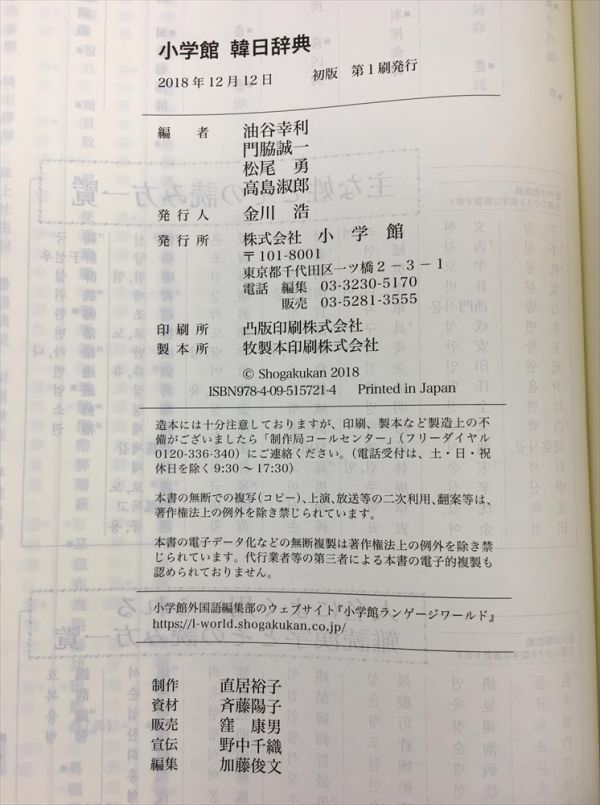 小学館 韓日辞典
2018年12月12日 初版 第1刷発行
編者 油谷幸利
門脇誠一
松尾 勇
高島淑郎
発行人 金川 浩
発行所 株式会社 小学館
〒101-8001
東京都千代田区一ツ橋2-3-1
電話 編集 03-3230-5170
販売 03-5281-3555
印刷所 凸版印刷株式会社
製本所 牧製本印刷株式会社
© Shogakukan 2018
ISBN978-4-09-515721-4 Printed in Japan
造本には十分注意しておりますが、印刷、製本など製造上の不
備がございましたら「制作局コールセンター」(フリーダイヤル
0120-336-340)にご連絡ください。(電話受付は、土・日・祝
休日を除く9:30~17:30)
本書の無断での複写(コピー)、上演、放送等の二次利用、翻案等は、
著作権法上の例外を除き禁じられています。
本書の電子データ化などの無断複製は著作権法上の例外を除き禁
じられています。代行業者等の第三者による本書の電子的複製も
認められておりません。
小学館外国語編集部のウェブサイト『小学館ランゲージワールド』
https://l-world.shogakukan.co.jp/
制作 直居裕子
資材 斉藤陽子
販売 窪 康男
宣伝 野中千織
編集 加藤俊文